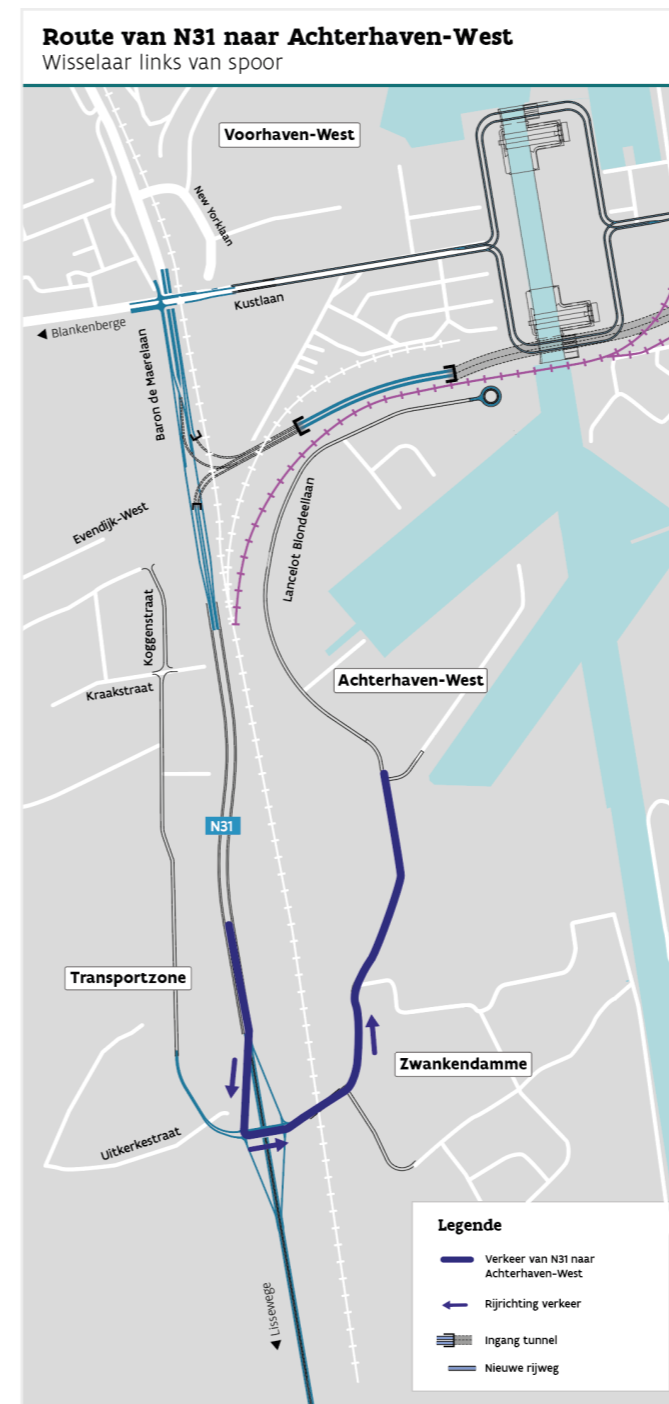 Route van N31 naar Achterhaven-West
Wisselaar links van spoor
Voorhaven-West
New Yorklaan
Kustlaan
◀ Blankenberge
Baron de Maerelaan
Evendijk-West
Lancelot Blondeellaan
Koggenstraat
Kraakstraat
Achterhaven-West
N31
Transportzone
Zwankendamme
Uitkerkestraat
◀ Lissewege
Legende
Verkeer van N31 naar
Achterhaven-West
Rijrichting verkeer
Ingang tunnel
Nieuwe rijweg